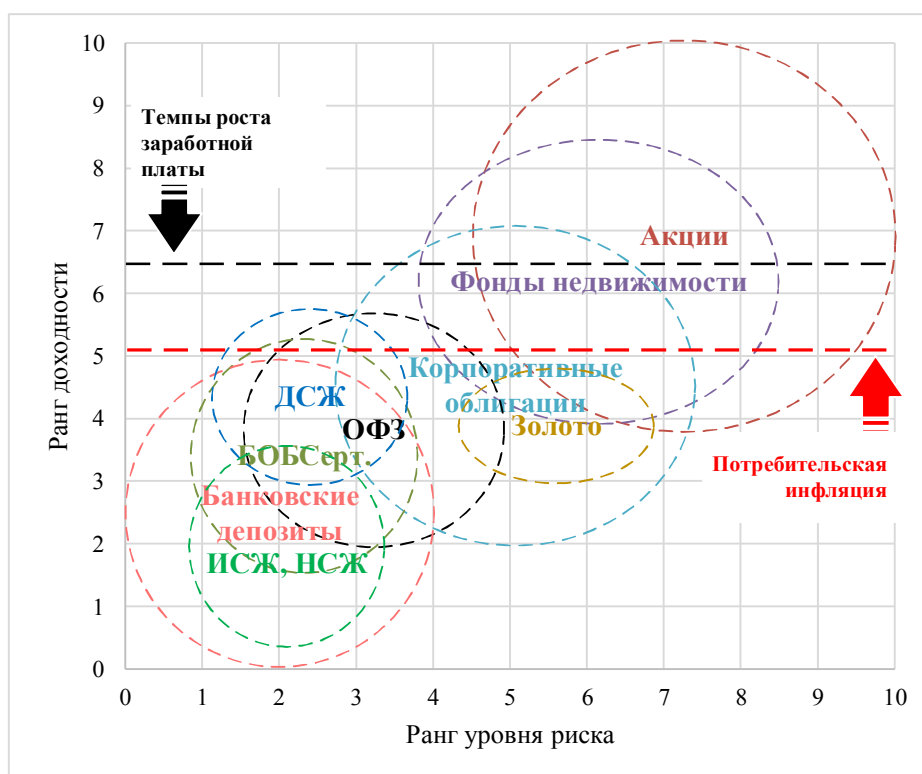 10
9
8
7
6
5
4
3
2
1
0
Ранг доходности
Темпы роста
заработной
платы
Акции
Фонды недвижимости
Корпоративные
облигации
ДСЖ
ОФЗ
Золото
БОБСерт.
Банковские
депозиты
ИСЖ, НСЖ
Потребительская
инфляция
0 1 2 3 4 5 6 7 8 9 10
Ранг уровня риска